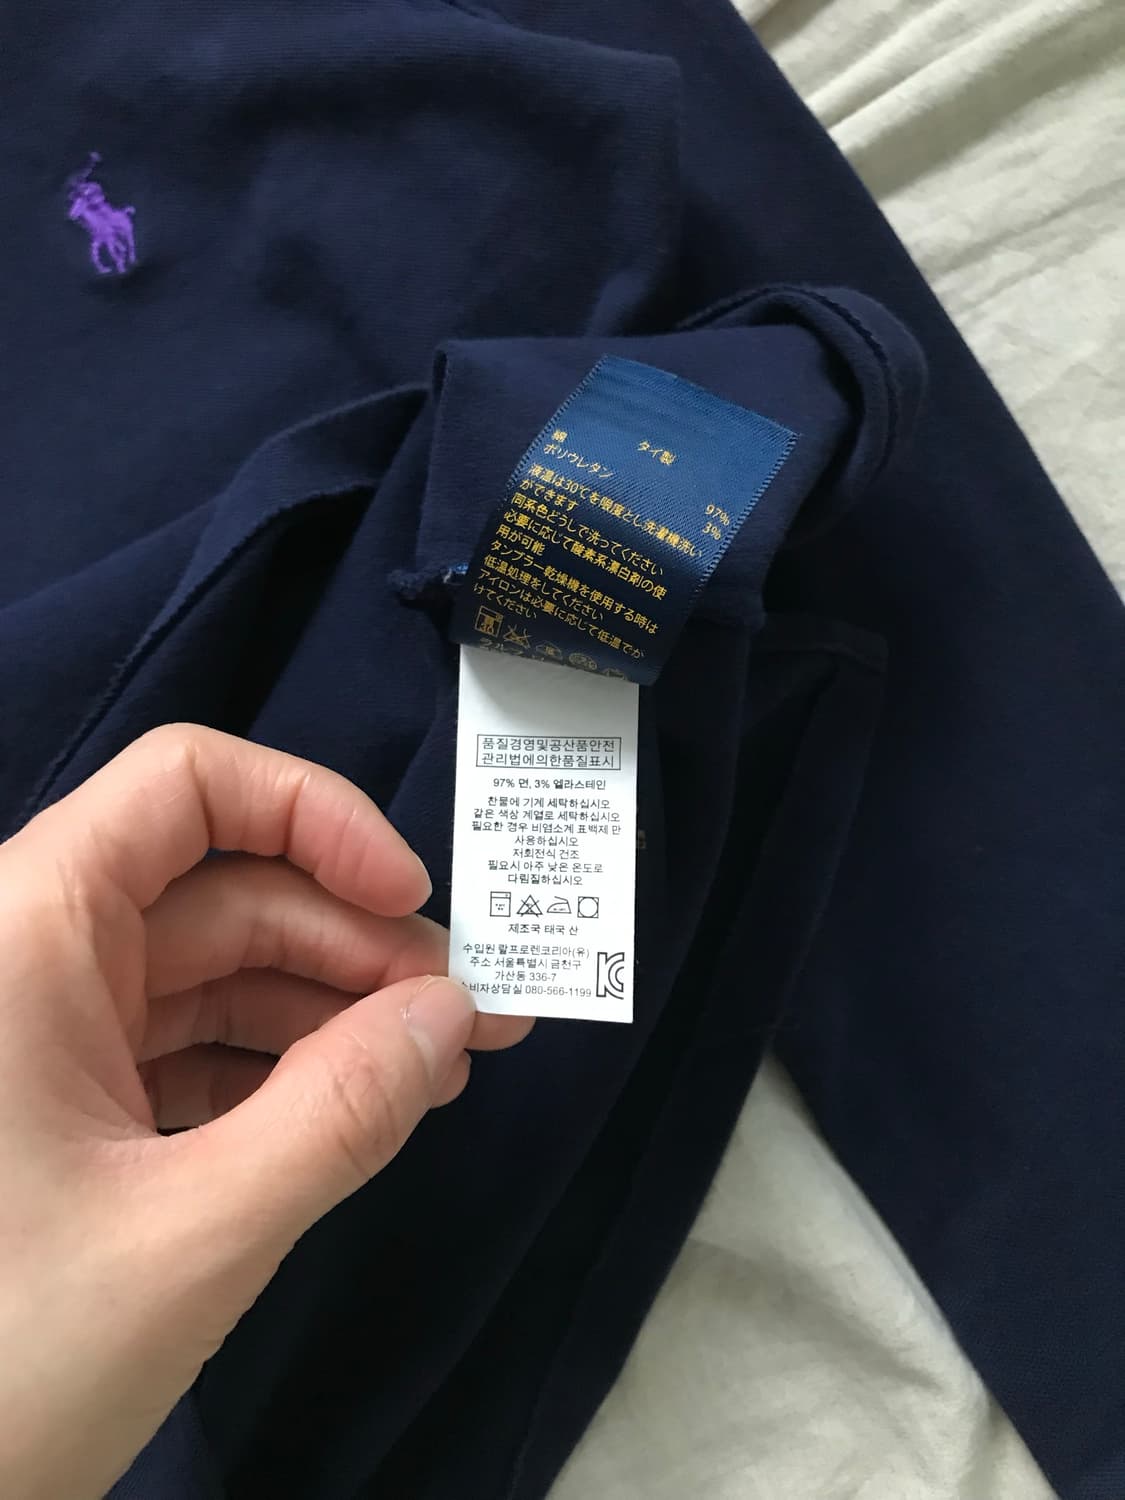 綿 タイ製
ポリウレタン 97%
3%
液温は30℃を限度とし洗濯機洗い
ができます
同系色どうしで洗ってください
必要に応じて酸素系漂白剤の使
用が可能
タンブラー乾燥機を使用する時は
低温処理をしてください
アイロンは必要に応じて低温でか
けてください
품질경영및공산품안전
관리법에의한품질표시
97% 면, 3% 엘라스테인
찬물에 기계 세탁하십시오
같은 색상 계열로 세탁하십시오
필요한 경우 비염소계 표백제 만
사용하십시오
저회전식 건조
필요시 아주 낮은 온도로
다림질하십시오
제조국 태국 산
수입원 랄프로렌코리아(유)
주소 서울특별시 금천구
가산동 336-7
소비자상담실 080-566-1199